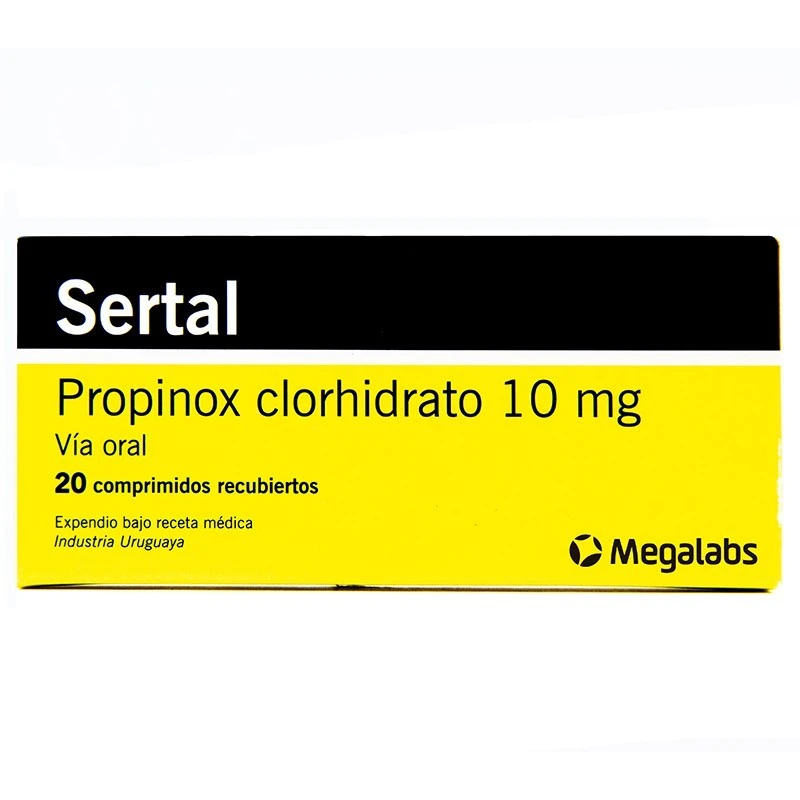 Sertal
Propinox clorhidrato 10 mg
Vía oral
20 comprimidos recubiertos
Expendio bajo receta médica
Industria Uruguaya
Megalabs